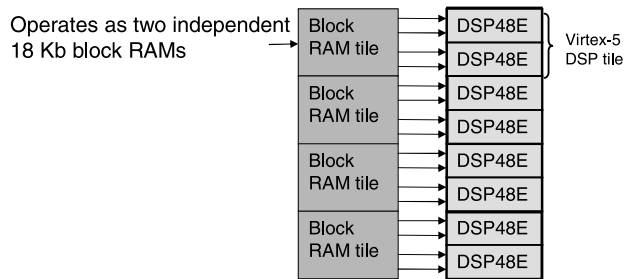 Operates as two independent
18 Kb block RAMs
Block
RAM tile
Block
RAM tile
Block
RAM tile
Block
RAM tile
DSP48E
DSP48E
DSP48E
DSP48E
DSP48E
DSP48E
DSP48E
DSP48E
Virtex-5
DSP tile